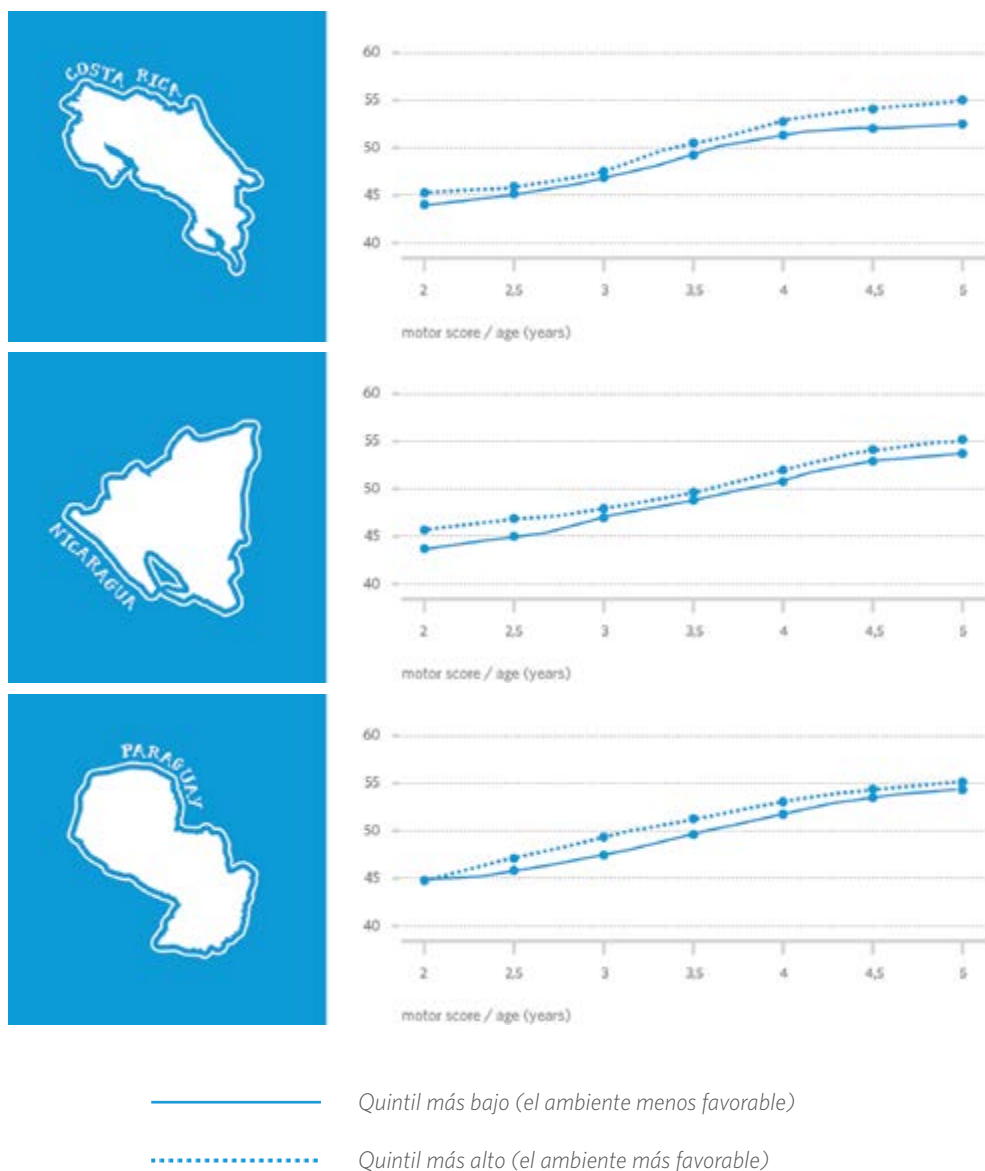 COSTA RICA
60
55
50
45
40
2 2,5 3 3,5 4 4,5 5
motor score / age (years)
NICARAGUA
60
55
50
45
40
2 2,5 3 3,5 4 4,5 5
motor score / age (years)
PARAGUAY
60
55
50
45
40
2 2,5 3 3,5 4 4,5 5
motor score / age (years)
Quintil más bajo (el ambiente menos favorable)
Quintil más alto (el ambiente más favorable)